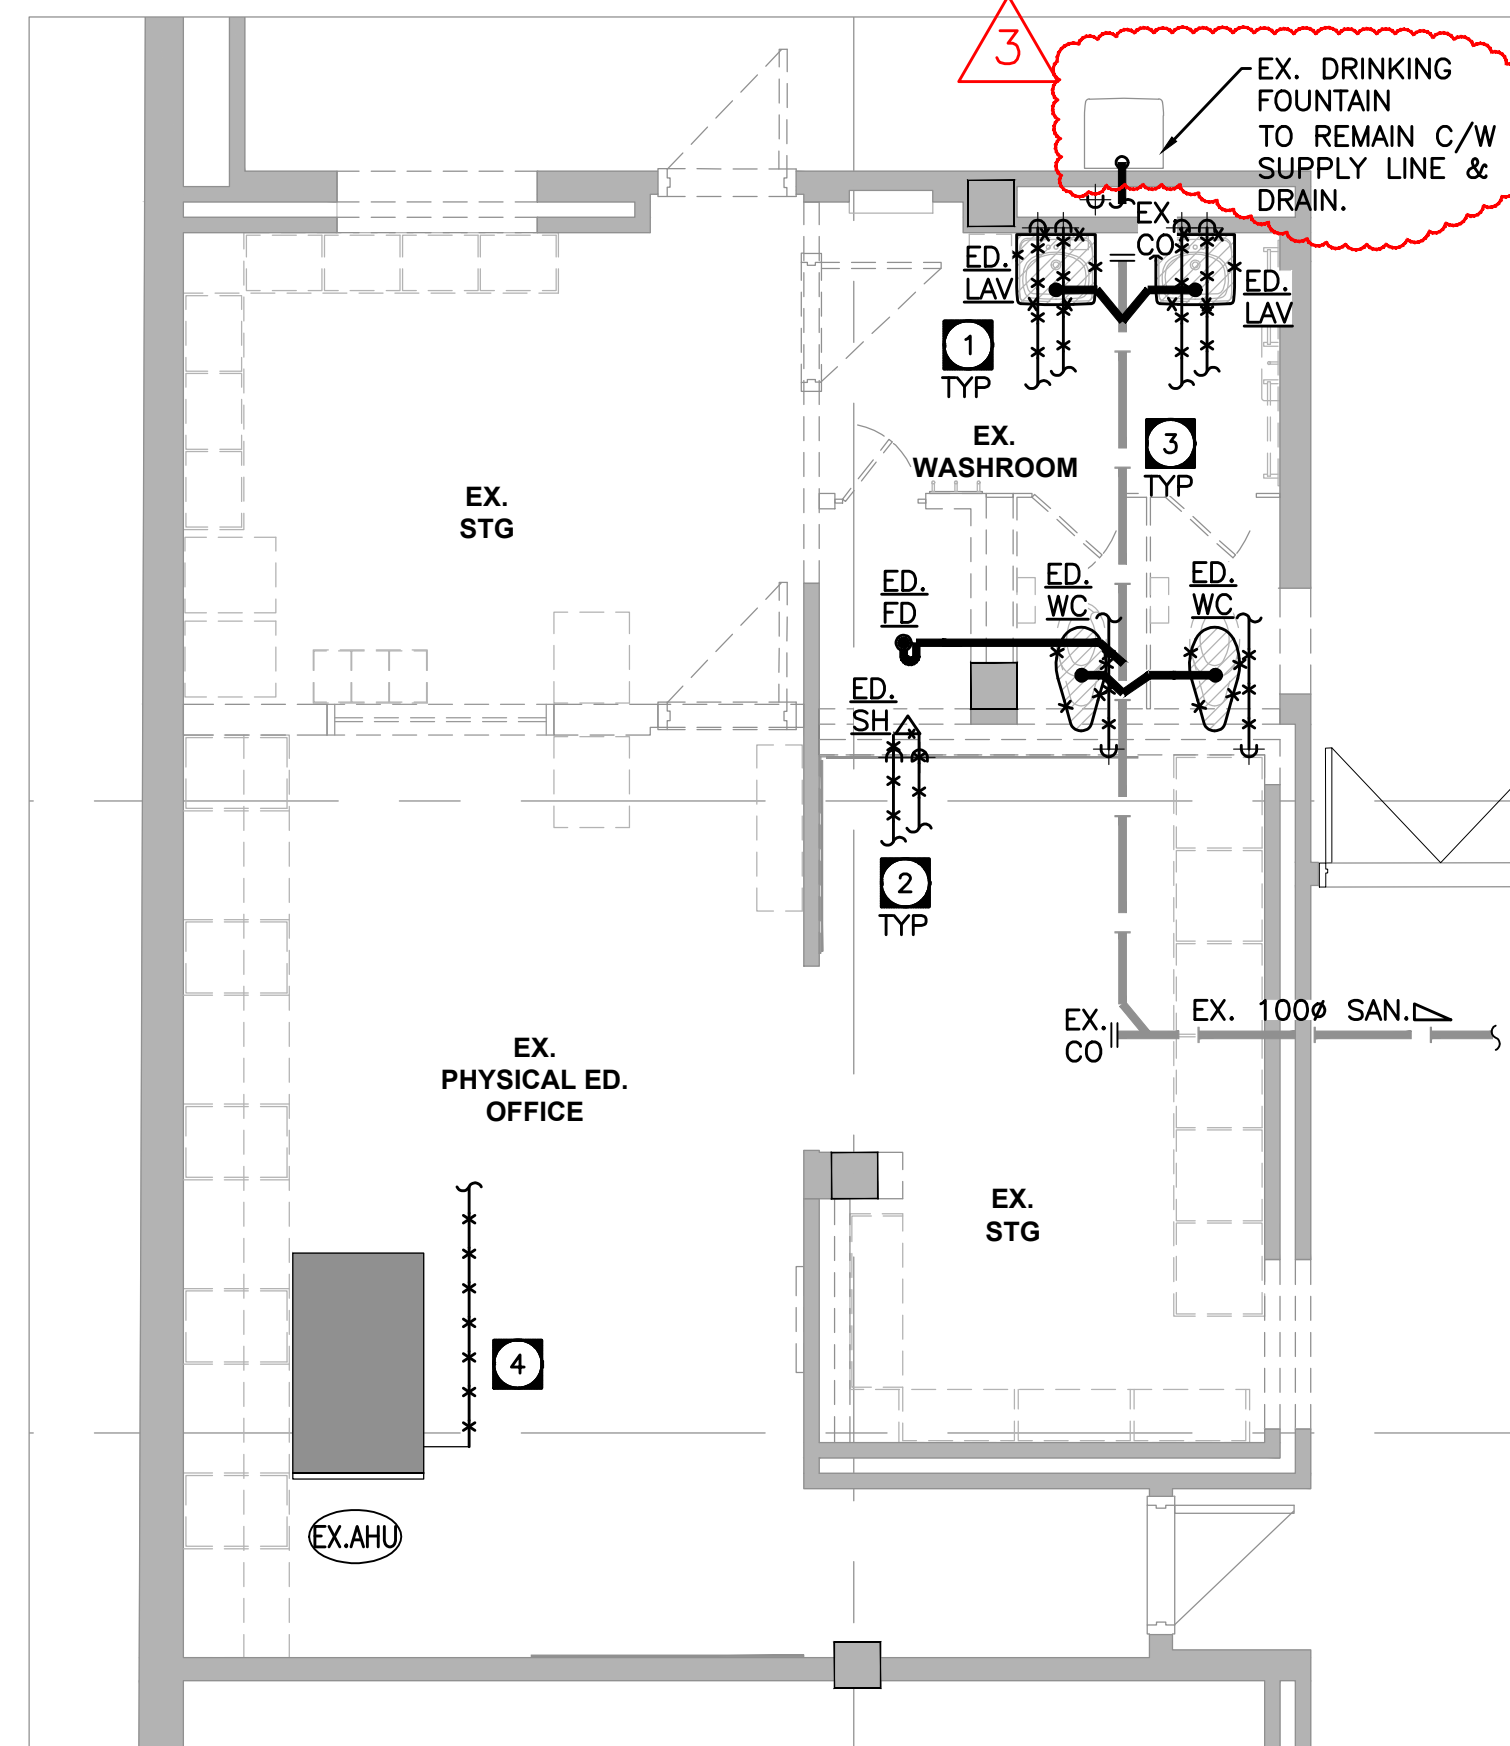 3
EX. DRINKING
FOUNTAIN
TO REMAIN C/W
SUPPLY LINE &
DRAIN.
EX.
CO
ED.
LAV
ED.
LAV
1
TYP
EX.
WASHROOM
3
TYP
EX.
STG
ED.
FD
ED.
WC
ED.
WC
ED.
SH
2
TYP
EX. 100ø SAN.
EX.
CO
EX.
PHYSICAL ED.
OFFICE
EX.
STG
4
EX.AHU